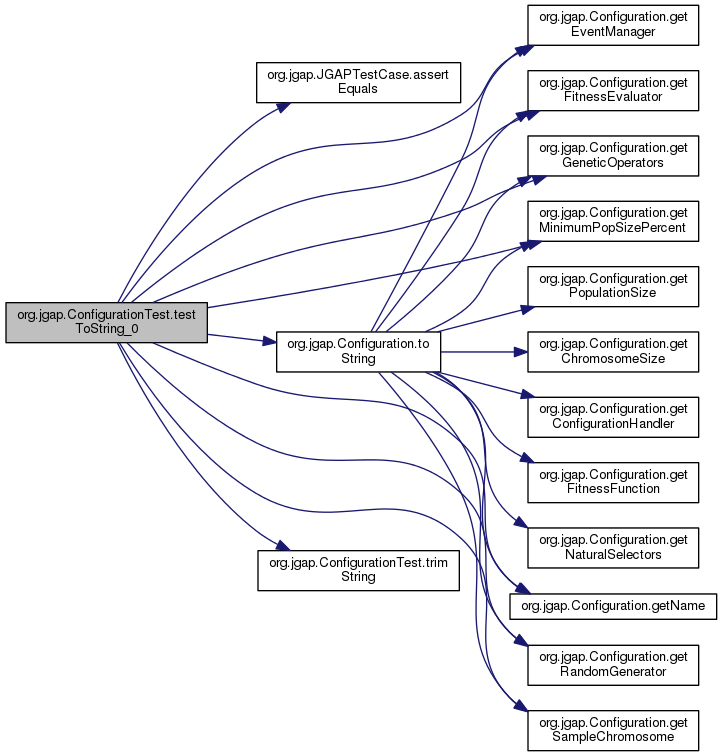 org.jgap.ConfigurationTest.test
ToString_0
org.jgap.JGAPTestCase.assert
Equals
org.jgap.Configuration.to
String
org.jgap.ConfigurationTest.trim
String
org.jgap.Configuration.get
EventManager
org.jgap.Configuration.get
FitnessEvaluator
org.jgap.Configuration.get
GeneticOperators
org.jgap.Configuration.get
MinimumPopSizePercent
org.jgap.Configuration.get
PopulationSize
org.jgap.Configuration.get
ChromosomeSize
org.jgap.Configuration.get
ConfigurationHandler
org.jgap.Configuration.get
FitnessFunction
org.jgap.Configuration.get
NaturalSelectors
org.jgap.Configuration.getName
org.jgap.Configuration.get
RandomGenerator
org.jgap.Configuration.get
SampleChromosome